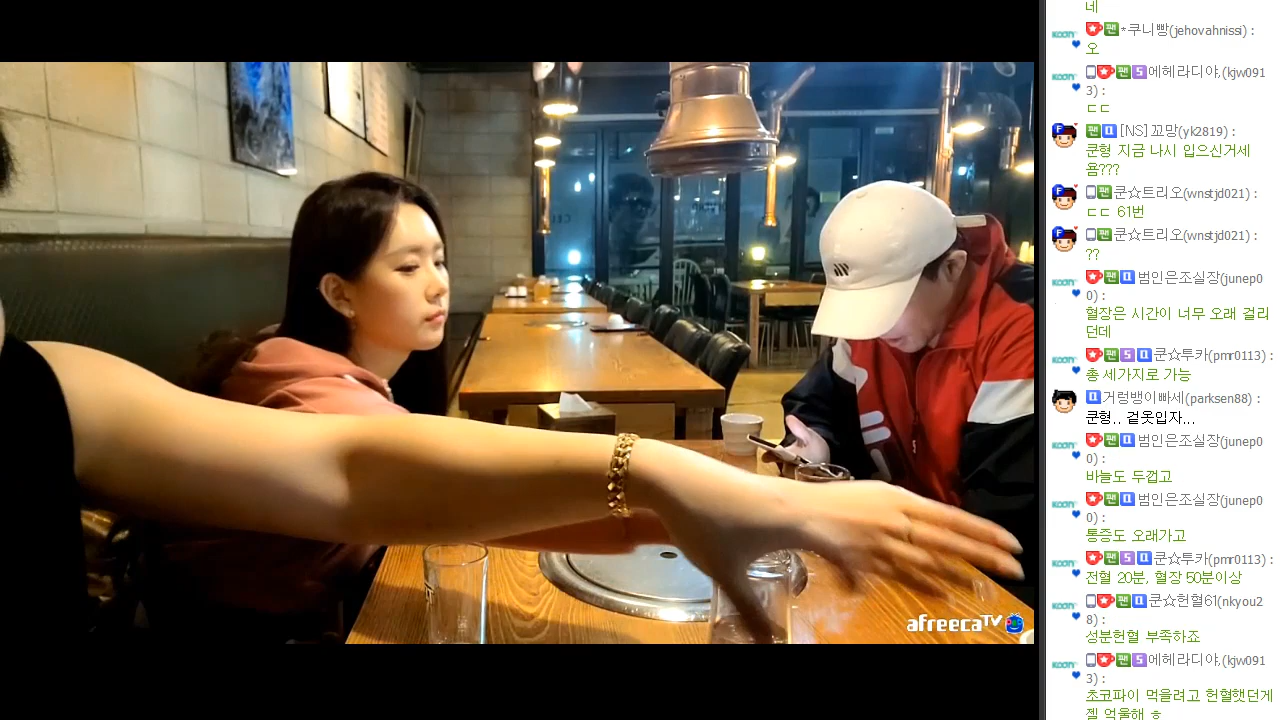 네
*쿠니빵(jehovahnissi) :
오
에헤라디야,(kjw091
3) :
ㄷㄷ
[NS]꼬망(yk2819) :
쿤형 지금 나시 입으신거세
욤???
쿤☆트리오(wnstjd021) :
ㄷㄷ 61번
쿤☆트리오(wnstjd021) :
??
범인은조실장(junep0
0) :
혈장은 시간이 너무 오래 걸리
던데
쿤☆투카(pmr0113) :
총 세가지로 가능
거렁뱅이빠세(parksen88) :
쿤형.. 겉옷입자...
범인은조실장(junep0
0) :
바늘도 두껍고
범인은조실장(junep0
0) :
통증도 오래가고
쿤☆투카(pmr0113) :
전혈 20분, 혈장 50분이상
쿤☆헌혈61(nkyou2
8) :
성분헌혈 부족하죠
에헤라디야,(kjw091
3) :
초코파이 먹을려고 헌혈했던게
젤 억울해 ㅎ
afreecaTV